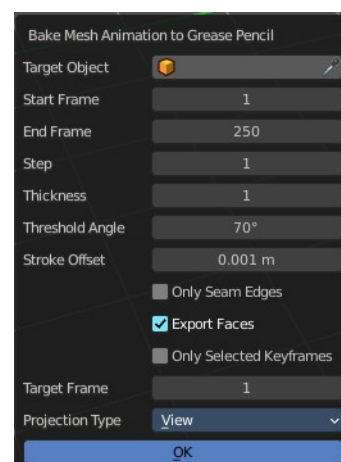 Bake Mesh Animation to Grease Pencil
Target Object
Start Frame 1
End Frame 250
Step 1
Thickness 1
Threshold Angle 70°
Stroke Offset 0.001 m
Only Seam Edges
Export Faces
Only Selected Keyframes
Target Frame 1
Projection Type View
OK